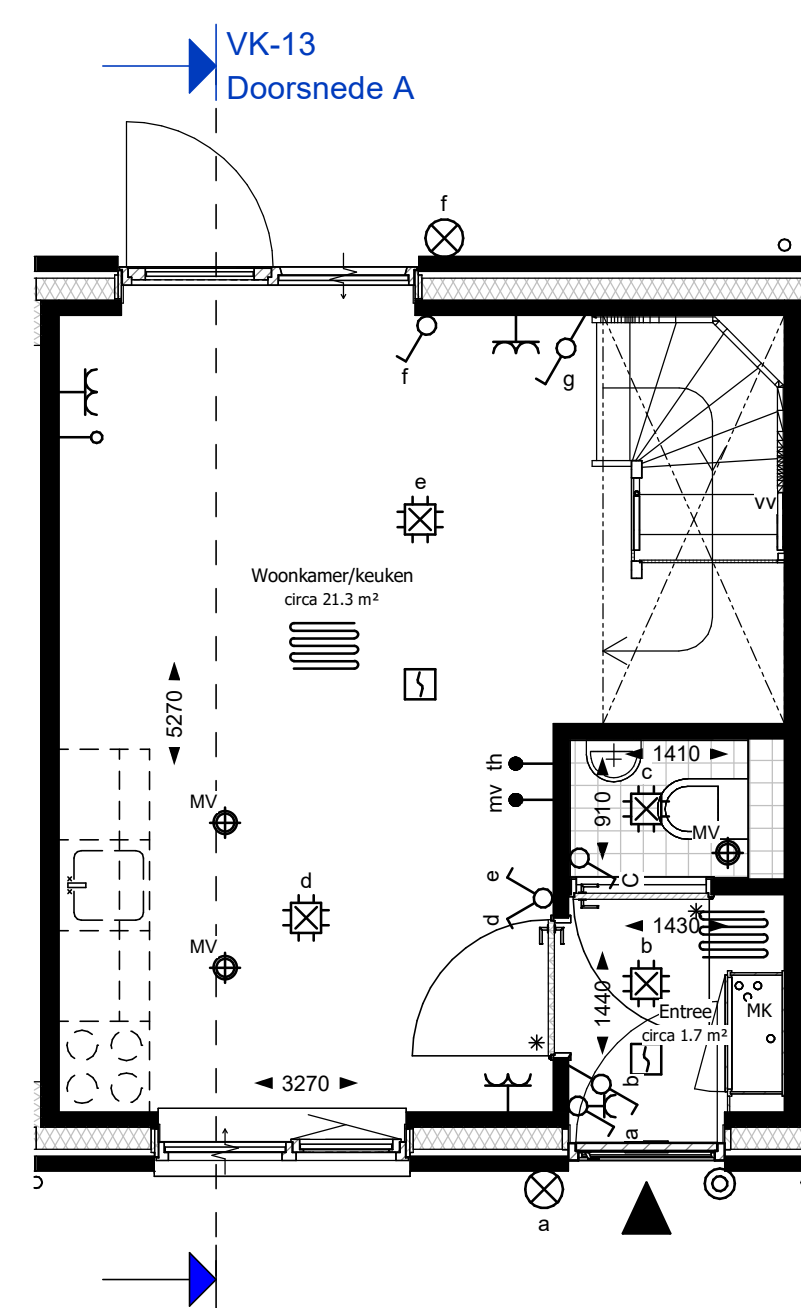 VK-13
Doorsnede A
f
f
g
e
vv
Woonkamer/keuken
circa 21.3 m²
5270
th
mv
1410
c
910
MV
MV
C
e
d
d
1430
b
MV
1440
Entree
circa 1.7 m²
MK
b
3270
a
a